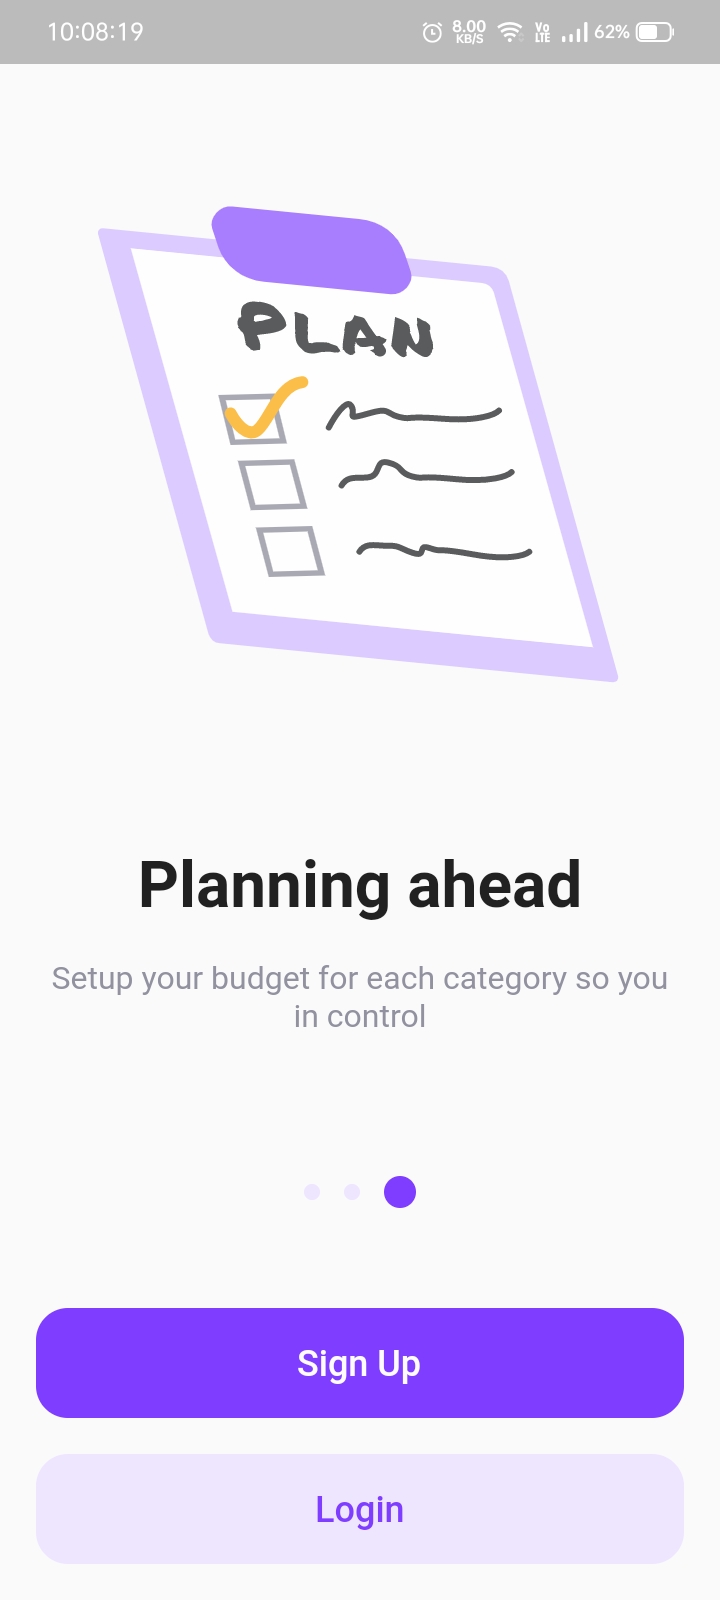 10:08:19
8.00
KB/S
Vo
LTE
62%
PLAN
Planning ahead
Setup your budget for each category so you
in control
Sign Up
Login